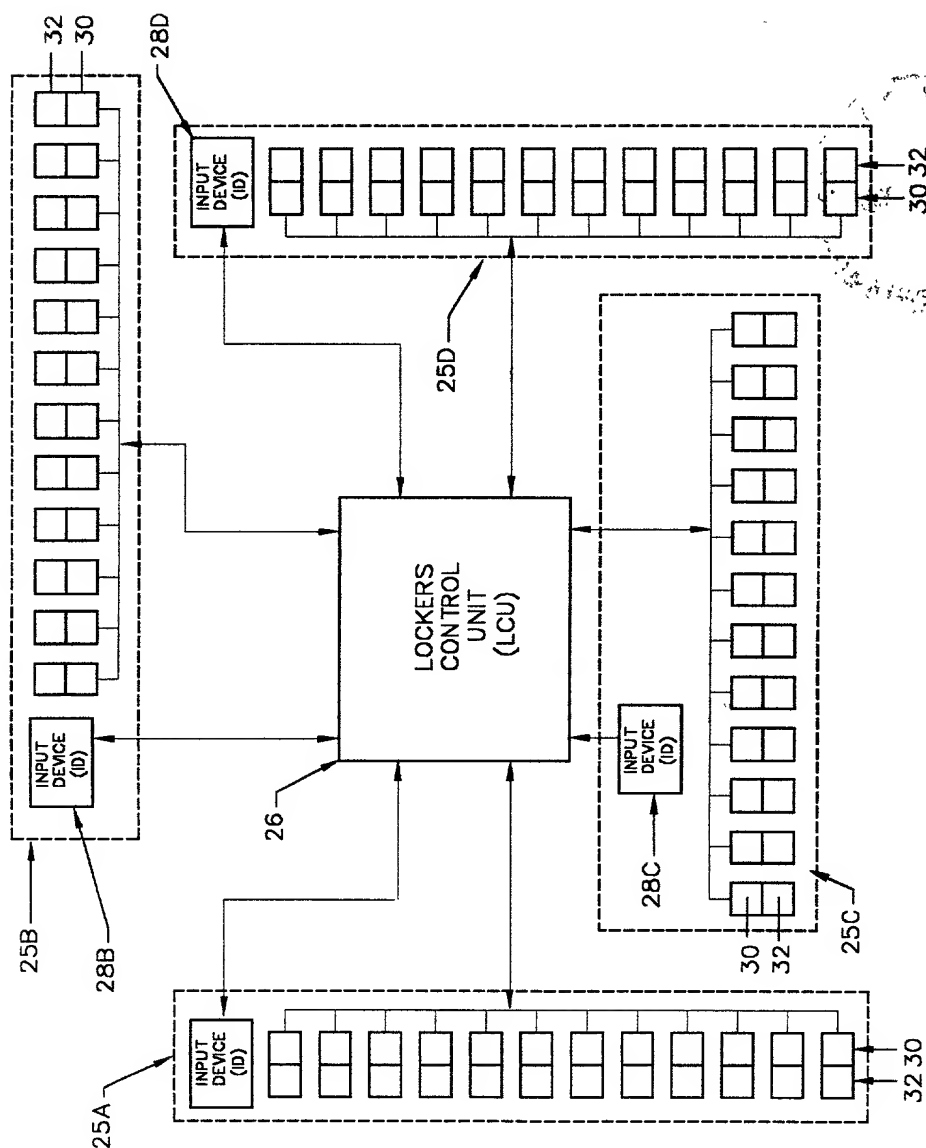 32
30
28D
INPUT
DEVICE
(ID)
25B
INPUT
DEVICE
(ID)
28B
32
30
25D
26
LOCKERS
CONTROL
UNIT
(LCU)
INPUT
DEVICE
(ID)
28C
30
32
25C
25A
INPUT
DEVICE
(ID)
30
32